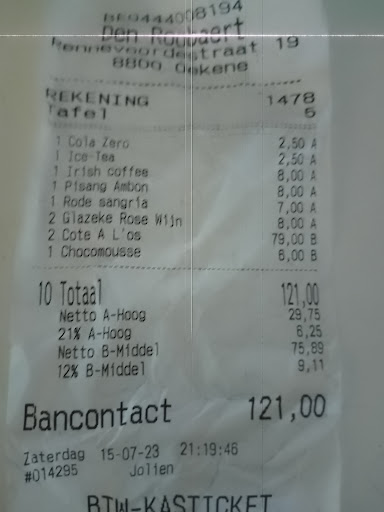 BE0444008194
Den Roobaert
Rennevoordestraat 19
8800 Oekene
REKENING 1478
Tafel 5
1 Cola Zero 2,50 A
1 Ice-Tea 2,50 A
1 Irish coffee 8,00 A
1 Pisang Ambon 8,00 A
1 Rode sangria 7,00 A
2 Glazeke Rose Wijn 8,00 A
2 Cote A L'os 79,00 B
1 Chocomousse 6,00 B
10 Totaal 121,00
Netto A-Hoog 29,75
21% A-Hoog 6,25
Netto B-Middel 75,89
12% B-Middel 9,11
Bancontact 121,00
Zaterdag 15-07-23 21:19:46
#014295 Jolien
BTW-KASTICKET